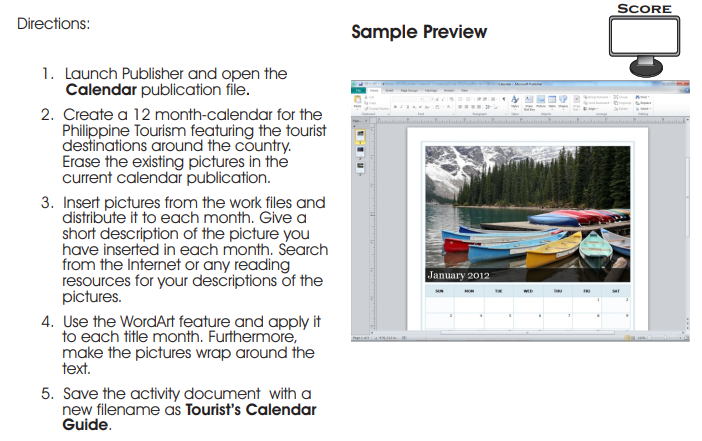 Directions:
SCORE
Sample Preview
1. Launch Publisher and open the
Calendar publication file.
2. Create a 12 month-calendar for the
Philippine Tourism featuring the tourist
destinations around the country.
Erase the existing pictures in the
current calendar publication.
3. Insert pictures from the work files and
distribute it to each month. Give a
short description of the picture you
have inserted in each month. Search
from the Internet or any reading
resources for your descriptions of the
pictures.
4. Use the WordArt feature and apply it
to each title month. Furthermore,
make the pictures wrap around the
text.
5. Save the activity document with a
new filename as Tourist's Calendar
Guide.
January 2012
SUN MON TUE WED THU FRI SAT
1 2
3 4 5 6 7 8 9